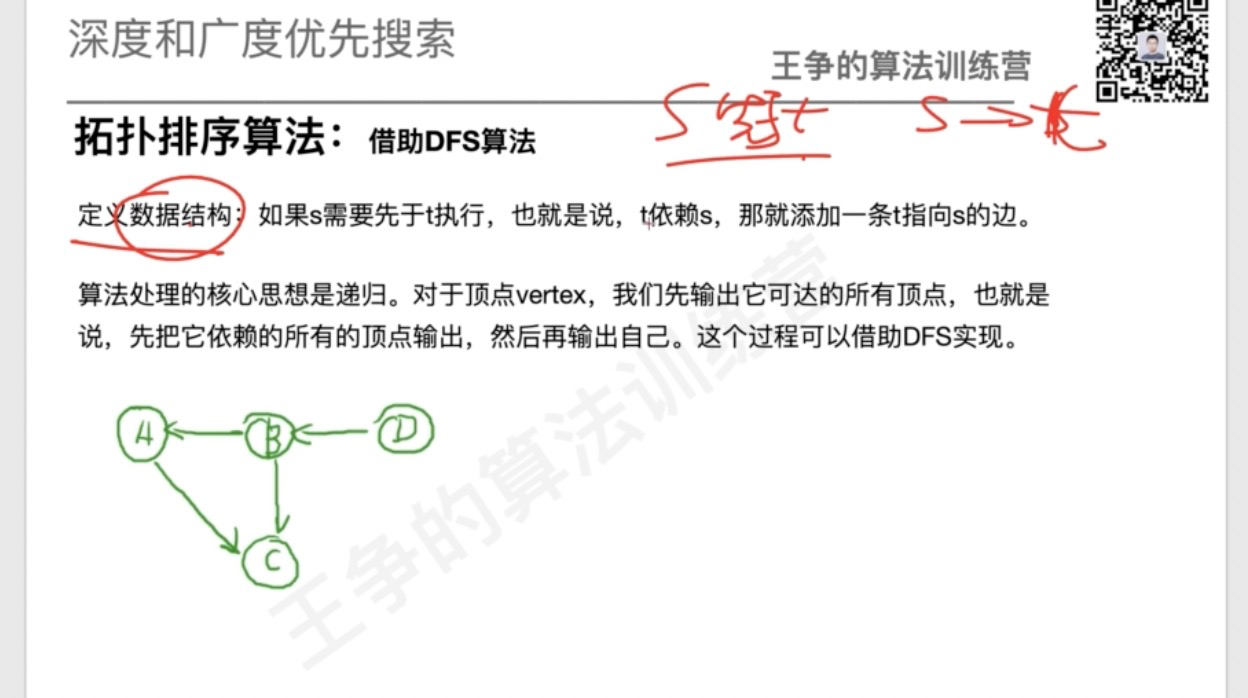 深度和广度优先搜索
王争的算法训练营
S 先于 t
S → t
拓扑排序算法：借助DFS算法
定义数据结构：如果s需要先于t执行，也就是说，t依赖s，那就添加一条t指向s的边。
算法处理的核心思想是递归。对于顶点vertex，我们先输出它可达的所有顶点，也就是
说，先把它依赖的所有的顶点输出，然后再输出自己。这个过程可以借助DFS实现。
A B D
C
王争的算法训练营